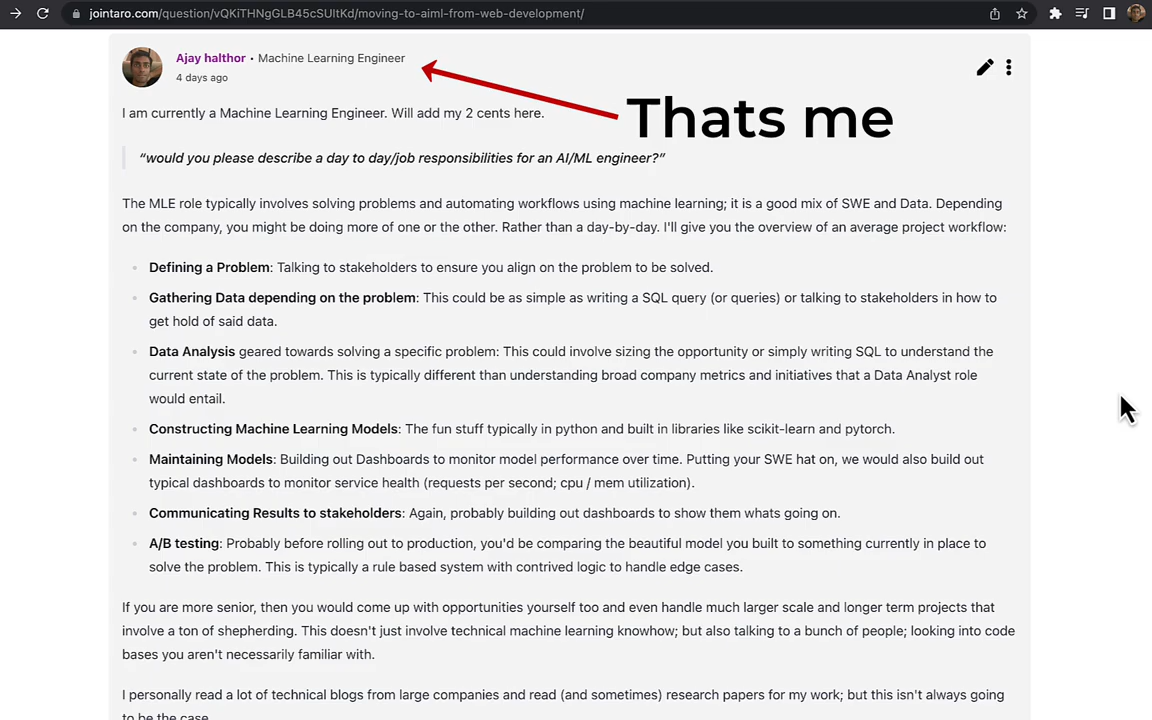 jointaro.com/question/vQKiTHNgGLB45cSUItKd/moving-to-aiml-from-web-development/
Ajay halthor • Machine Learning Engineer
4 days ago
Thats me
I am currently a Machine Learning Engineer. Will add my 2 cents here.
“would you please describe a day to day/job responsibilities for an AI/ML engineer?”
The MLE role typically involves solving problems and automating workflows using machine learning; it is a good mix of SWE and Data. Depending
on the company, you might be doing more of one or the other. Rather than a day-by-day. I'll give you the overview of an average project workflow:
Defining a Problem: Talking to stakeholders to ensure you align on the problem to be solved.
Gathering Data depending on the problem: This could be as simple as writing a SQL query (or queries) or talking to stakeholders in how to
get hold of said data.
Data Analysis geared towards solving a specific problem: This could involve sizing the opportunity or simply writing SQL to understand the
current state of the problem. This is typically different than understanding broad company metrics and initiatives that a Data Analyst role
would entail.
Constructing Machine Learning Models: The fun stuff typically in python and built in libraries like scikit-learn and pytorch.
Maintaining Models: Building out Dashboards to monitor model performance over time. Putting your SWE hat on, we would also build out
typical dashboards to monitor service health (requests per second; cpu / mem utilization).
Communicating Results to stakeholders: Again, probably building out dashboards to show them whats going on.
A/B testing: Probably before rolling out to production, you'd be comparing the beautiful model you built to something currently in place to
solve the problem. This is typically a rule based system with contrived logic to handle edge cases.
If you are more senior, then you would come up with opportunities yourself too and even handle much larger scale and longer term projects that
involve a ton of shepherding. This doesn't just involve technical machine learning knowhow; but also talking to a bunch of people; looking into code
bases you aren't necessarily familiar with.
I personally read a lot of technical blogs from large companies and read (and sometimes) research papers for my work; but this isn't always going
to be the case.